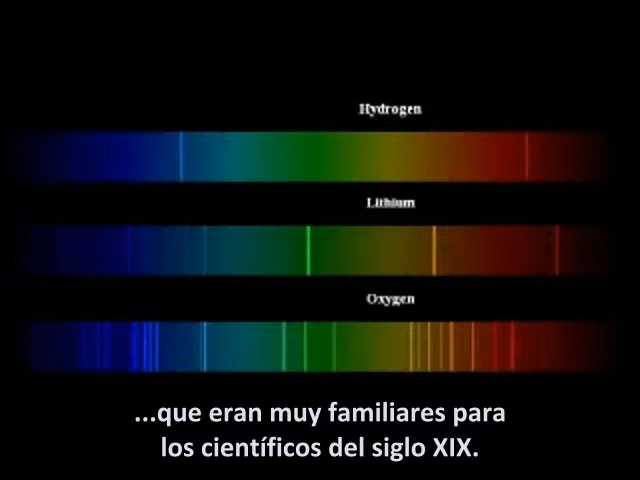 Hydrogen
Lithium
Oxygen
...que eran muy familiares para
los científicos del siglo XIX.